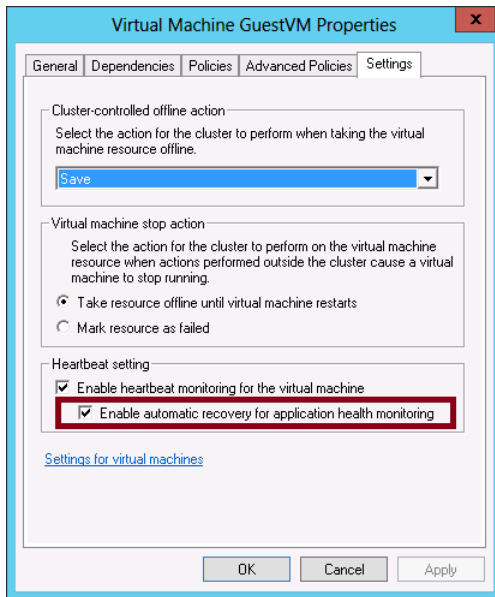 Virtual Machine GuestVM Properties
x
General
Dependencies
Policies
Advanced Policies
Settings
Cluster-controlled offline action
Select the action for the cluster to perform when taking the virtual
machine resource offline.
Save
Virtual machine stop action
Select the action for the cluster to perform on the virtual machine
resource when actions performed outside the cluster cause a virtual
machine to stop running.
Take resource offline until virtual machine restarts
Mark resource as failed
Heartbeat setting
Enable heartbeat monitoring for the virtual machine
Enable automatic recovery for application health monitoring
Settings for virtual machines
OK
Cancel
Apply